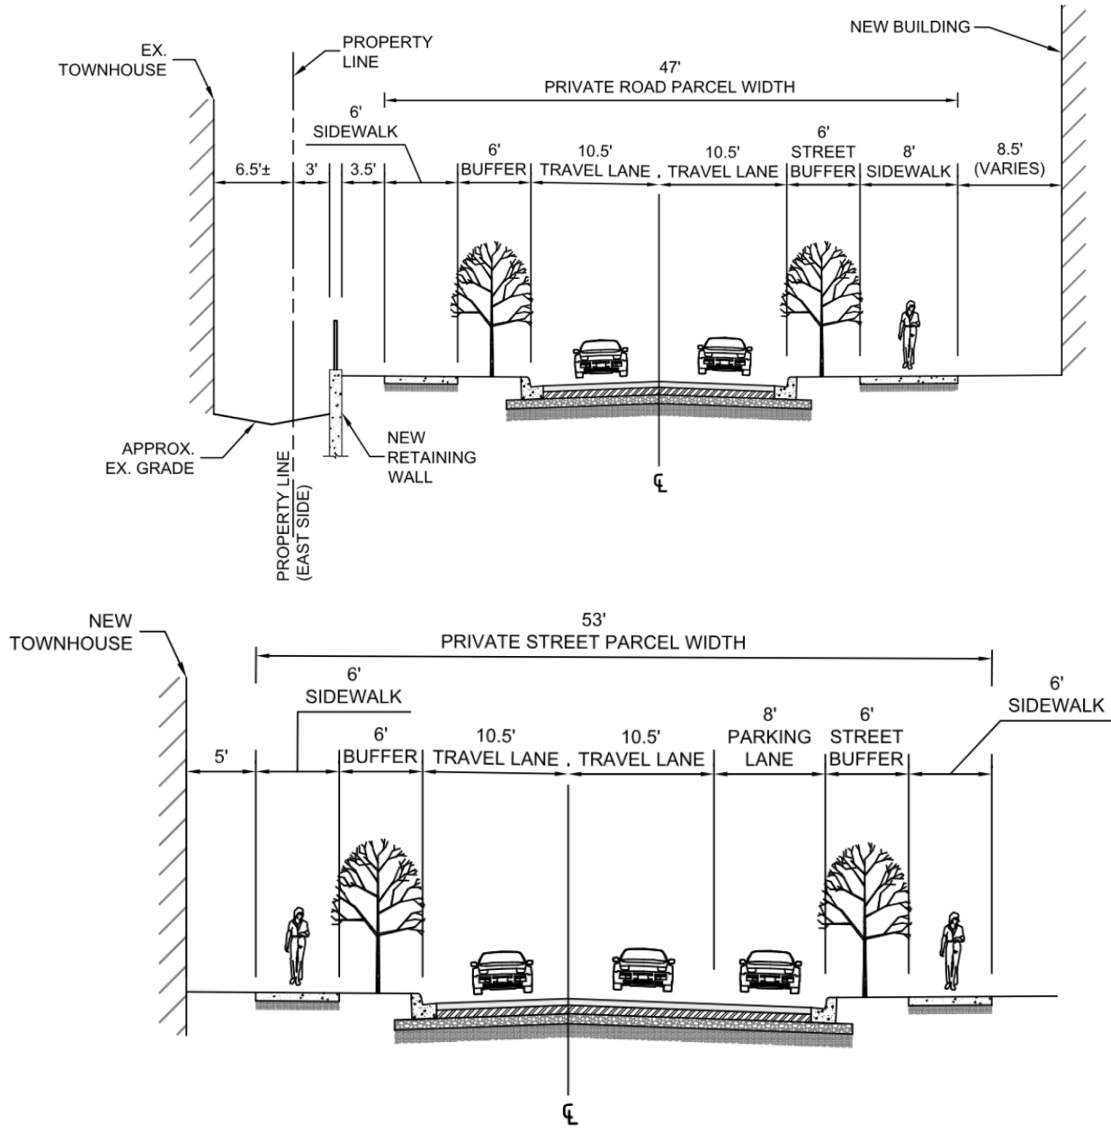 EX.
TOWNHOUSE
PROPERTY
LINE
NEW BUILDING
47'
PRIVATE ROAD PARCEL WIDTH
6'
SIDEWALK
6.5'±
3'
3.5'
6'
BUFFER
10.5'
TRAVEL LANE
10.5'
TRAVEL LANE
6'
STREET
BUFFER
8'
SIDEWALK
8.5'
(VARIES)
APPROX.
EX. GRADE
PROPERTY LINE
(EAST SIDE)
NEW
RETAINING
WALL
℄
NEW
TOWNHOUSE
53'
PRIVATE STREET PARCEL WIDTH
6'
SIDEWALK
6'
SIDEWALK
5'
6'
BUFFER
10.5'
TRAVEL LANE
10.5'
TRAVEL LANE
8'
PARKING
LANE
6'
STREET
BUFFER
℄